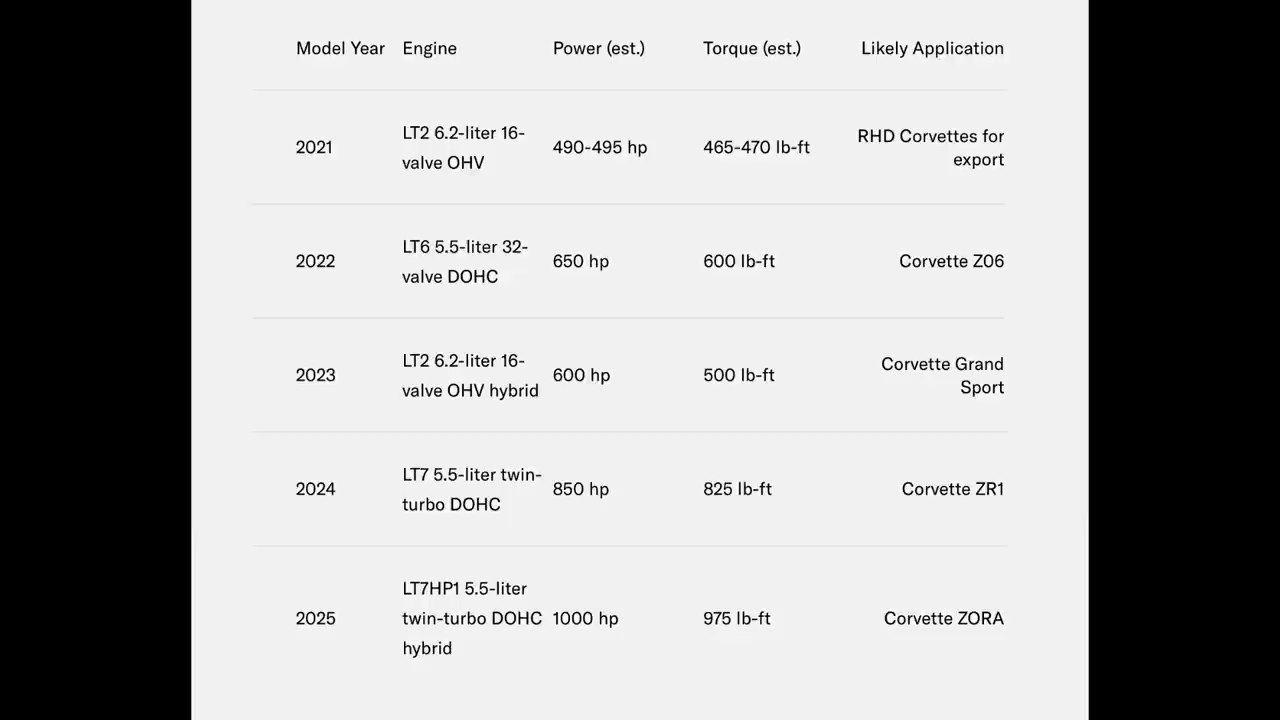 Model Year Engine Power (est.) Torque (est.) Likely Application
2021 LT2 6.2-liter 16- 490-495 hp 465-470 lb-ft RHD Corvettes for
valve OHV export
2022 LT6 5.5-liter 32- 650 hp 600 lb-ft Corvette Z06
valve DOHC
2023 LT2 6.2-liter 16- 600 hp 500 lb-ft Corvette Grand
valve OHV hybrid Sport
2024 LT7 5.5-liter twin- 850 hp 825 lb-ft Corvette ZR1
turbo DOHC
LT7HP1 5.5-liter
2025 twin-turbo DOHC 1000 hp 975 lb-ft Corvette ZORA
hybrid